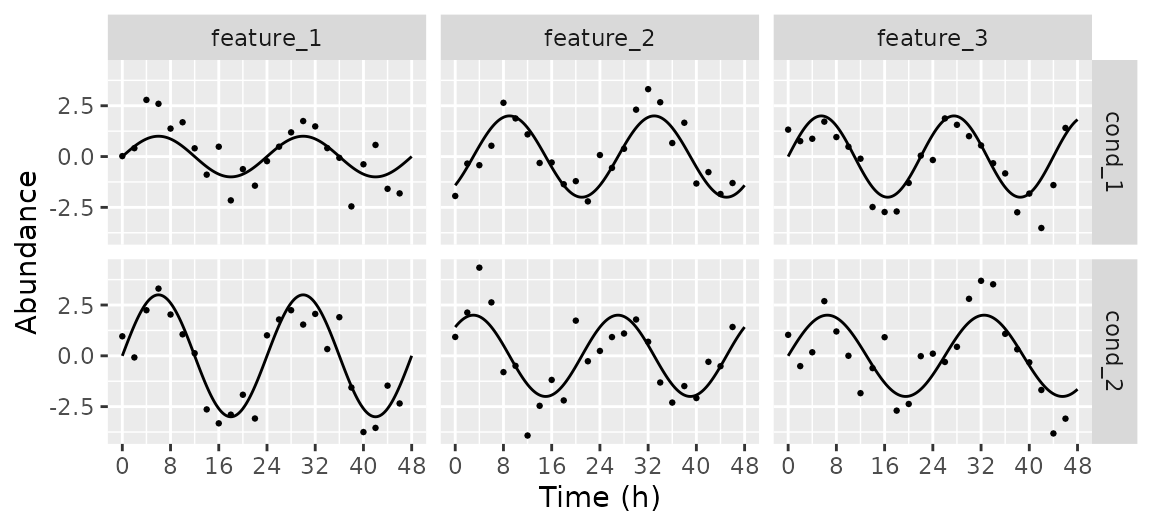 feature_1 feature_2 feature_3
cond_1
2.5
0.0
-2.5
cond_2
2.5
0.0
-2.5
Abundance
0 8 16 24 32 40 48 0 8 16 24 32 40 48 0 8 16 24 32 40 48
Time (h)